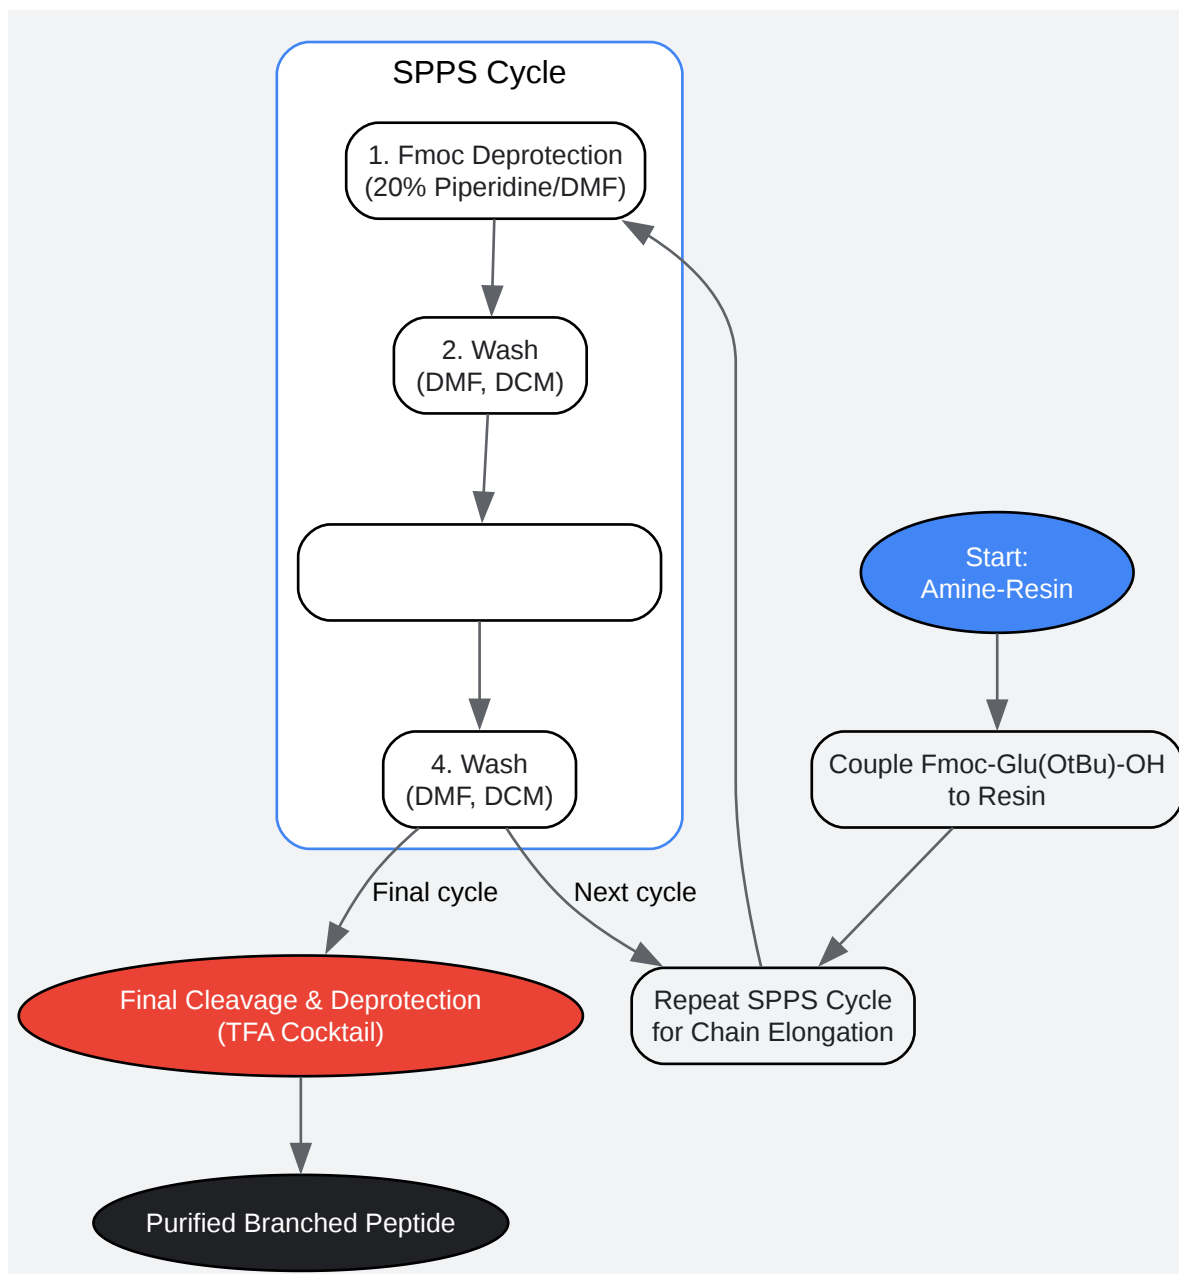 SPPS Cycle
1. Fmoc Deprotection
(20% Piperidine/DMF)
2. Wash
(DMF, DCM)
Start:
Amine-Resin
4. Wash
(DMF, DCM)
Couple Fmoc-Glu(OtBu)-OH
to Resin
Final cycle
Next cycle
Final Cleavage & Deprotection
(TFA Cocktail)
Repeat SPPS Cycle
for Chain Elongation
Purified Branched Peptide